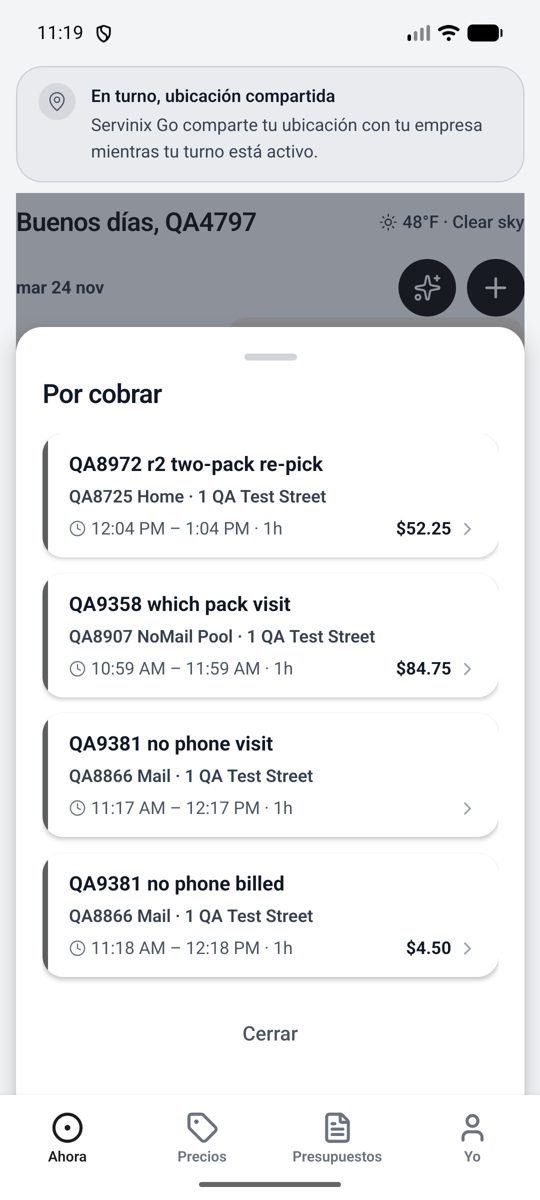 11:19
En turno, ubicación compartida
Servinix Go comparte tu ubicación con tu empresa
mientras tu turno está activo.
Buenos días, QA4797
48°F · Clear sky
mar 24 nov
Por cobrar
QA8972 r2 two-pack re-pick
QA8725 Home · 1 QA Test Street
12:04 PM – 1:04 PM · 1h
$52.25
QA9358 which pack visit
QA8907 NoMail Pool · 1 QA Test Street
10:59 AM – 11:59 AM · 1h
$84.75
QA9381 no phone visit
QA8866 Mail · 1 QA Test Street
11:17 AM – 12:17 PM · 1h
QA9381 no phone billed
QA8866 Mail · 1 QA Test Street
11:18 AM – 12:18 PM · 1h
$4.50
Cerrar
Ahora
Precios
Presupuestos
Yo